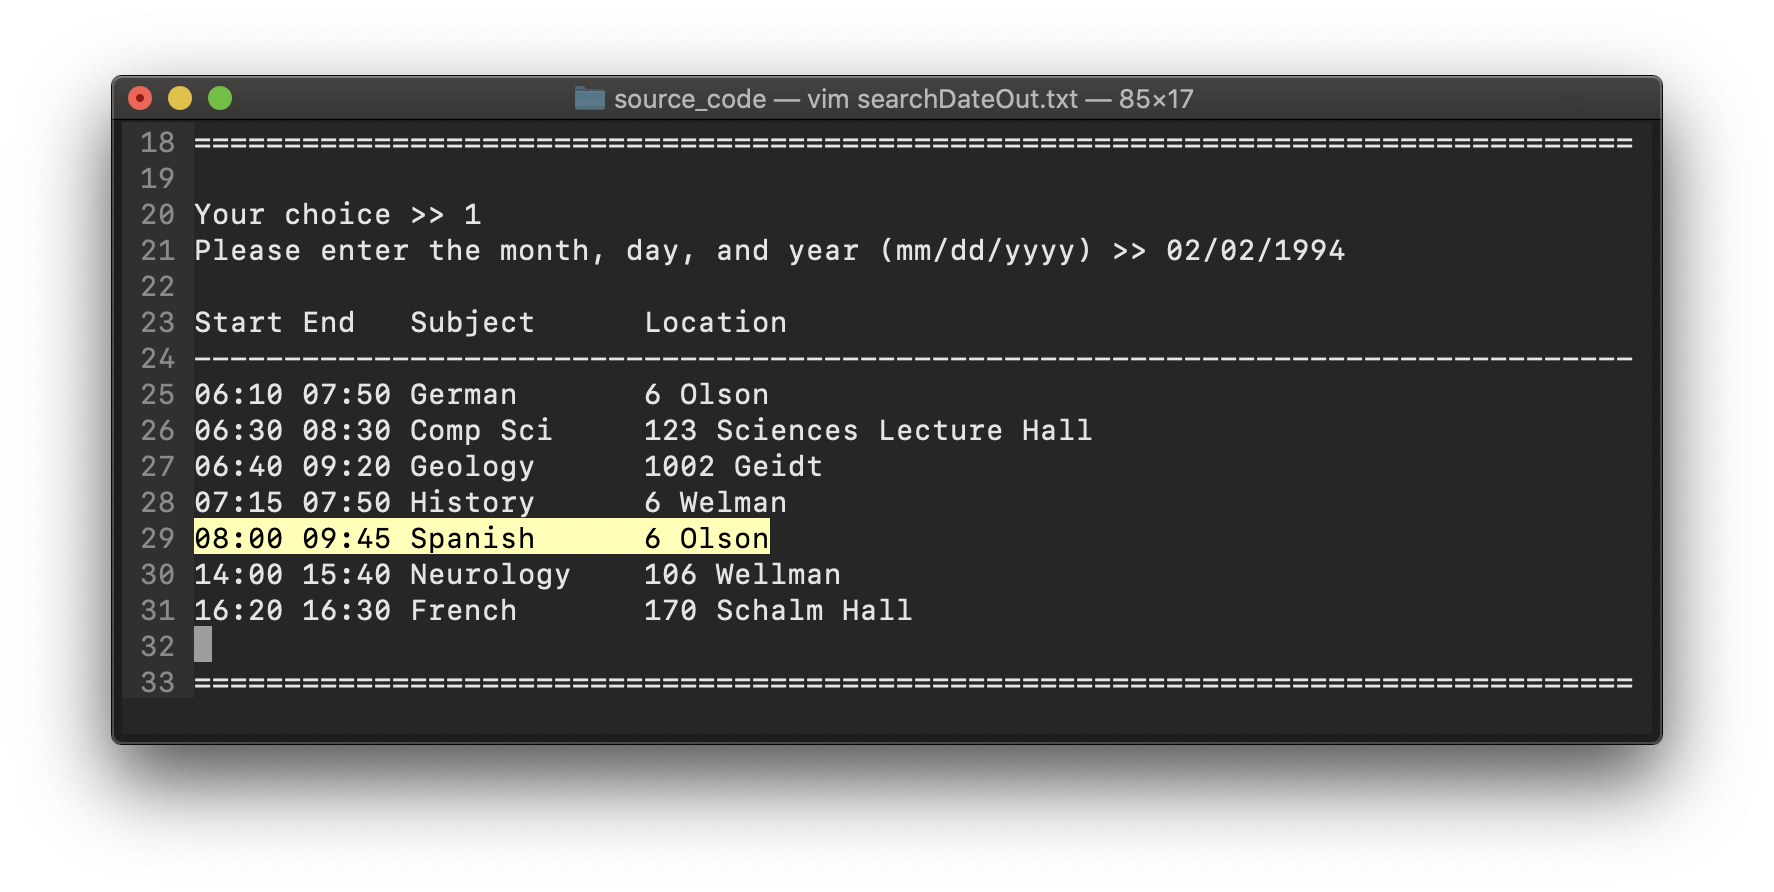 source_code — vim searchDateOut.txt — 85×17
18 ================================================================================
19
20 Your choice >> 1
21 Please enter the month, day, and year (mm/dd/yyyy) >> 02/02/1994
22
23 Start End   Subject      Location
24 --------------------------------------------------------------------------------
25 06:10 07:50 German       6 Olson
26 06:30 08:30 Comp Sci     123 Sciences Lecture Hall
27 06:40 09:20 Geology      1002 Geidt
28 07:15 07:50 History      6 Welman
29 08:00 09:45 Spanish      6 Olson
30 14:00 15:40 Neurology    106 Wellman
31 16:20 16:30 French       170 Schalm Hall
32
33 ================================================================================